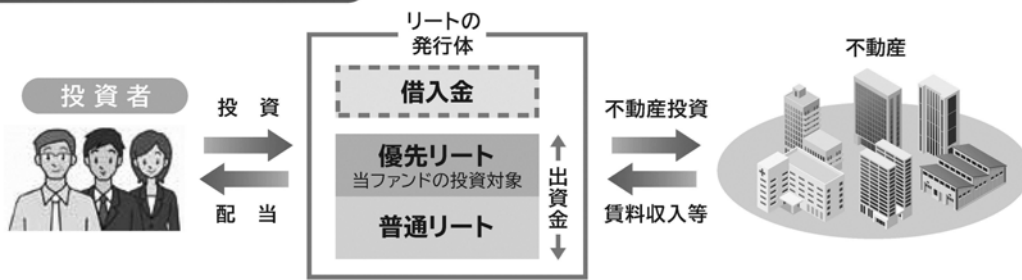 リートの
発行体
不動産
投資者
投 資
借入金
不動産投資
優先リート
当ファンドの投資対象
出資金
配 当
普通リート
賃料収入等